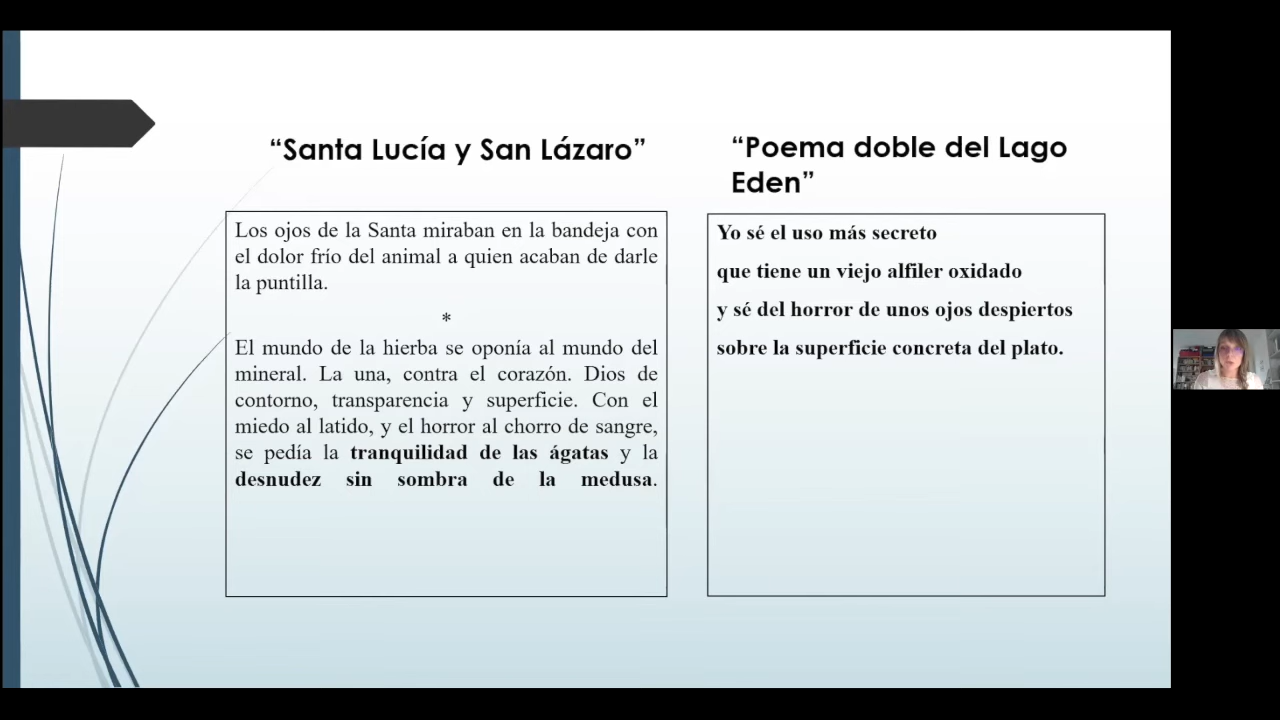 “Santa Lucía y San Lázaro”
Los ojos de la Santa miraban en la bandeja con
el dolor frío del animal a quien acaban de darle
la puntilla.
*
El mundo de la hierba se oponía al mundo del
mineral. La una, contra el corazón. Dios de
contorno, transparencia y superficie. Con el
miedo al latido, y el horror al chorro de sangre,
se pedía la tranquilidad de las ágatas y la
desnudez sin sombra de la medusa.
“Poema doble del Lago
Eden”
Yo sé el uso más secreto
que tiene un viejo alfiler oxidado
y sé del horror de unos ojos despiertos
sobre la superficie concreta del plato.